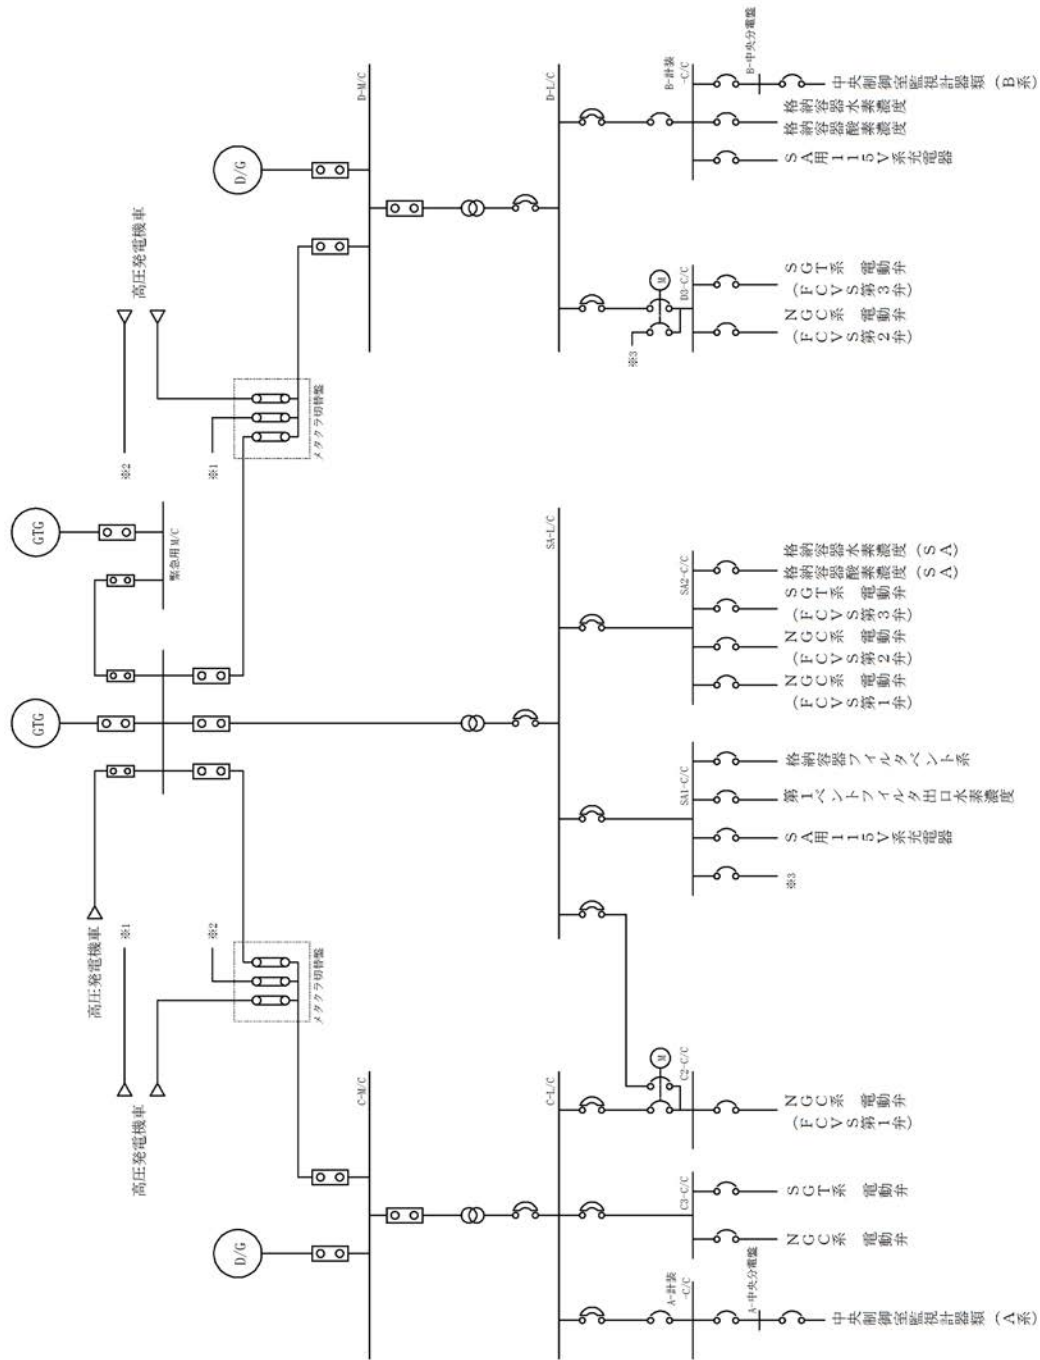 GTG
GTG
緊急用M/C
高圧発電機車
高圧発電機車
※1
※2
高圧発電機車
※2
※1
メタクラ切替盤
メタクラ切替盤
D/G
D/G
C-M/C
D-M/C
C-L/C
SA-L/C
D-L/C
A-計装
-C/C
C3-C/C
C2-C/C
M
SA1-C/C
SA2-C/C
※3
M
D3-C/C
B-計装
-C/C
A-中央分電盤
B-中央分電盤
中央制御室監視計器類(A系)
NGC系 電動弁
SGT系 電動弁
NGC系 電動弁
(FCVS第1弁)
※3
SA用115V系充電器
第1ベントフィルタ出口水素濃度
格納容器フィルタベント系
NGC系 電動弁
(FCVS第1弁)
NGC系 電動弁
(FCVS第2弁)
SGT系 電動弁
(FCVS第3弁)
格納容器酸素濃度(SA)
格納容器水素濃度(SA)
NGC系 電動弁
(FCVS第2弁)
SGT系 電動弁
(FCVS第3弁)
SA用115V系充電器
格納容器酸素濃度
格納容器水素濃度
中央制御室監視計器類(B系)